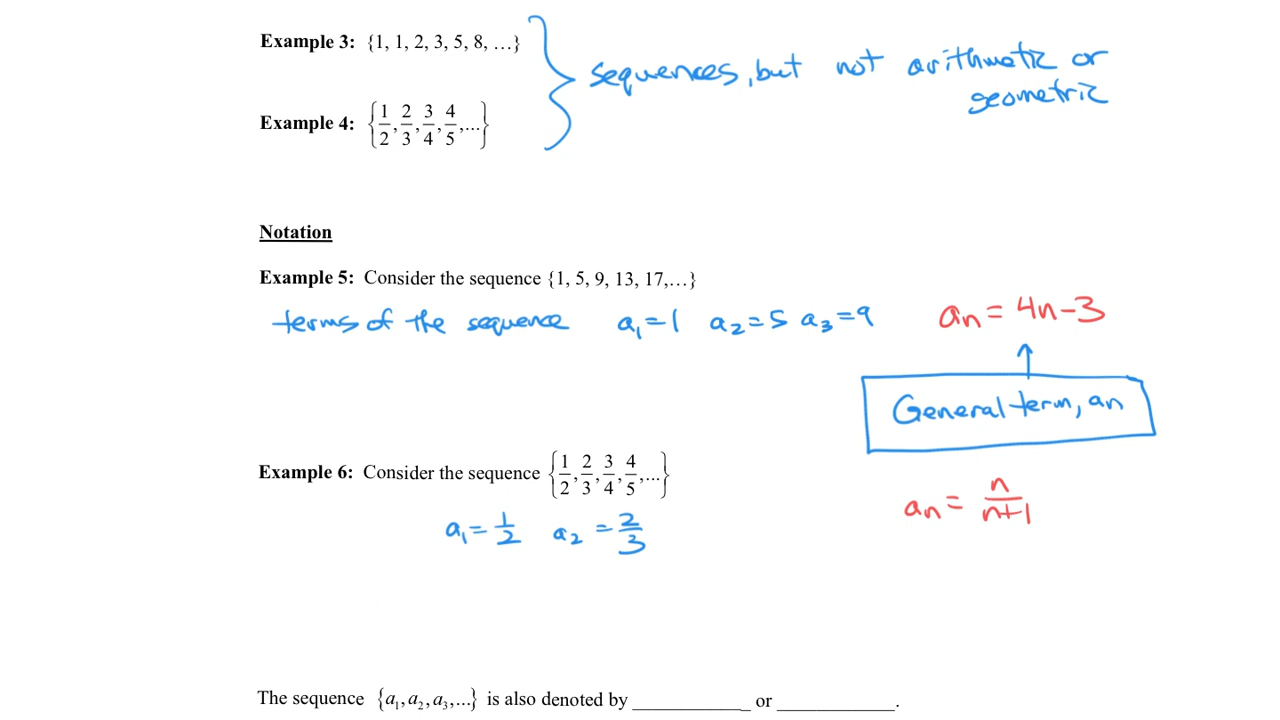 Example 3: {1, 1, 2, 3, 5, 8, …}
sequences, but not arithmetic or
geometric
Example 4: {1/2, 2/3, 3/4, 4/5, ...}
Notation
Example 5: Consider the sequence {1, 5, 9, 13, 17,…}
terms of the sequence a₁=1 a₂=5 a₃=9 an = 4n-3
General term, an
Example 6: Consider the sequence {1/2, 2/3, 3/4, 4/5, ...}
an = n/n+1
a₁ = 1/2 a₂ = 2/3
The sequence {a₁, a₂, a₃, ...} is also denoted by ____________ or ____________.